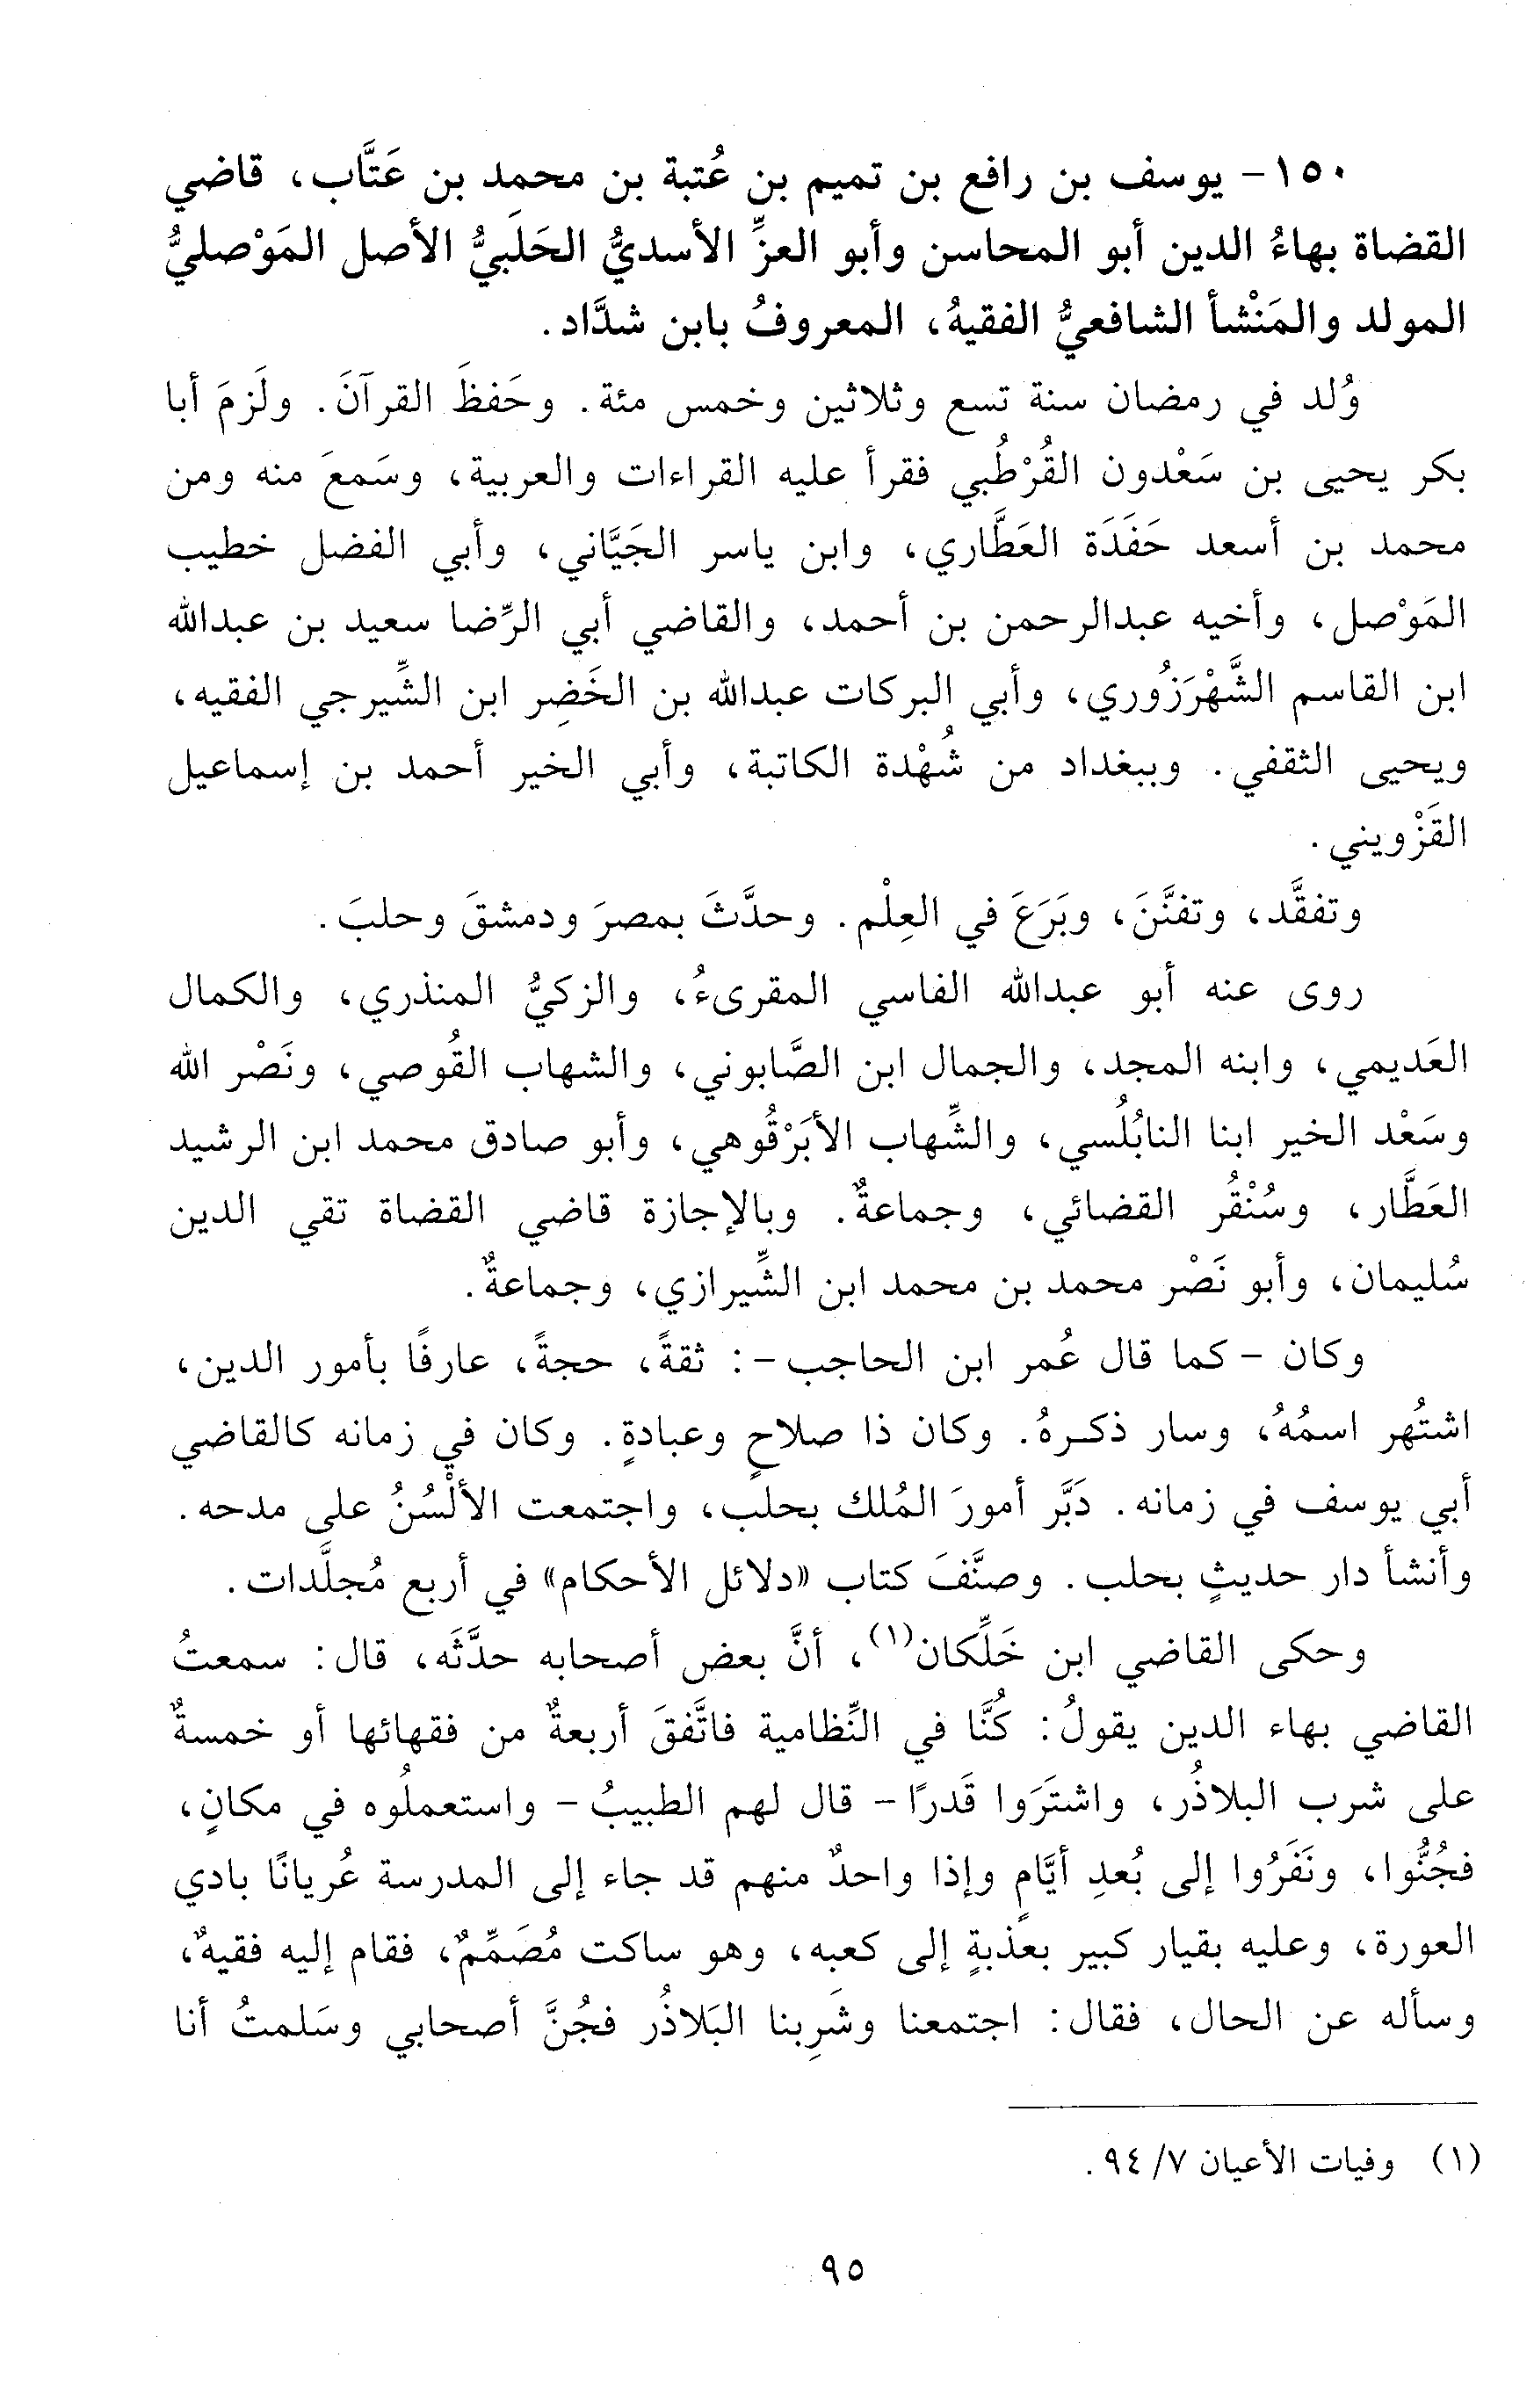 ١٥٠- يوسف بن رافع بن تميم بن عُتبة بن محمد بن عَتَّاب، قاضي
القضاة بهاءُ الدين أبو المحاسن وأبو العزِّ الأسديُّ الحَلَبيُّ الأصل المَوْصليُّ
المولد والمَنْشأ الشافعيُّ الفقيهُ، المعروفُ بابن شدَّاد.
وُلد في رمضان سنة تسع وثلاثين وخمس مئة. وحَفظَ القرآنَ. ولَزمَ أبا
بكر يحيى بن سَعْدون القُرْطُبي فقرأ عليه القراءات والعربية، وسَمعَ منه ومن
محمد بن أسعد حَفَدَة العَطَّاري، وابن ياسر الجَيَّاني، وأبي الفضل خطيب
المَوْصل، وأخيه عبدالرحمن بن أحمد، والقاضي أبي الرِّضا سعيد بن عبدالله
ابن القاسم الشَّهْرَزُوري، وأبي البركات عبدالله بن الخَضِر ابن الشِّيرجي الفقيه،
ويحيى الثقفي. وببغداد من شُهْدة الكاتبة، وأبي الخير أحمد بن إسماعيل
القَزْويني.
وتفقَّد، وتفنَّنَ، وبَرَعَ في العِلْم. وحدَّثَ بمصرَ ودمشقَ وحلبَ.
روى عنه أبو عبدالله الفاسي المقرىءُ، والزكيُّ المنذري، والكمال
العَديمي، وابنه المجد، والجمال ابن الصَّابوني، والشهاب القُوصي، ونَصْر الله
وسَعْد الخير ابنا النابُلُسي، والشِّهاب الأبَرْقُوهي، وأبو صادق محمد ابن الرشيد
العَطَّار، وسُنْقُر القضائي، وجماعةٌ. وبالإجازة قاضي القضاة تقي الدين
سُليمان، وأبو نَصْر محمد بن محمد ابن الشِّيرازي، وجماعةٌ.
وكان - كما قال عُمر ابن الحاجب -: ثقةً، حجةً، عارفًا بأمور الدين،
اشتُهر اسمُهُ، وسار ذكرهُ. وكان ذا صلاحٍ وعبادةٍ. وكان في زمانه كالقاضي
أبي يوسف في زمانه. دَبَّر أمورَ المُلك بحلب، واجتمعت الألْسُنُ على مدحه.
وأنشأ دار حديثٍ بحلب. وصنَّفَ كتاب «دلائل الأحكام» في أربع مُجلَّدات.
وحكى القاضي ابن خَلِّكان(١)، أنَّ بعض أصحابه حدَّثَه، قال: سمعتُ
القاضي بهاء الدين يقولُ: كُنَّا في النِّظامية فاتَّفقَ أربعةٌ من فقهائها أو خمسةٌ
على شرب البلاذُر، واشتَرَوا قَدرًا - قال لهم الطبيبُ - واستعملُوه في مكانٍ،
فجُنُّوا، ونَفَرُوا إلى بُعدِ أيَّامٍ وإذا واحدٌ منهم قد جاء إلى المدرسة عُريانًا بادي
العورة، وعليه بقيار كبير بعذبةٍ إلى كعبه، وهو ساكت مُصَمِّمٌ، فقام إليه فقيهٌ،
وسأله عن الحال، فقال: اجتمعنا وشَرِبنا البَلاذُر فجُنَّ أصحابي وسَلمتُ أنا
(١) وفيات الأعيان ٧/ ٩٤.
٩٥